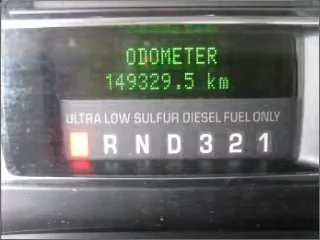 ODOMETER
149329.5 km
ULTRA LOW SULFUR DIESEL FUEL ONLY
R N D 3 2 1